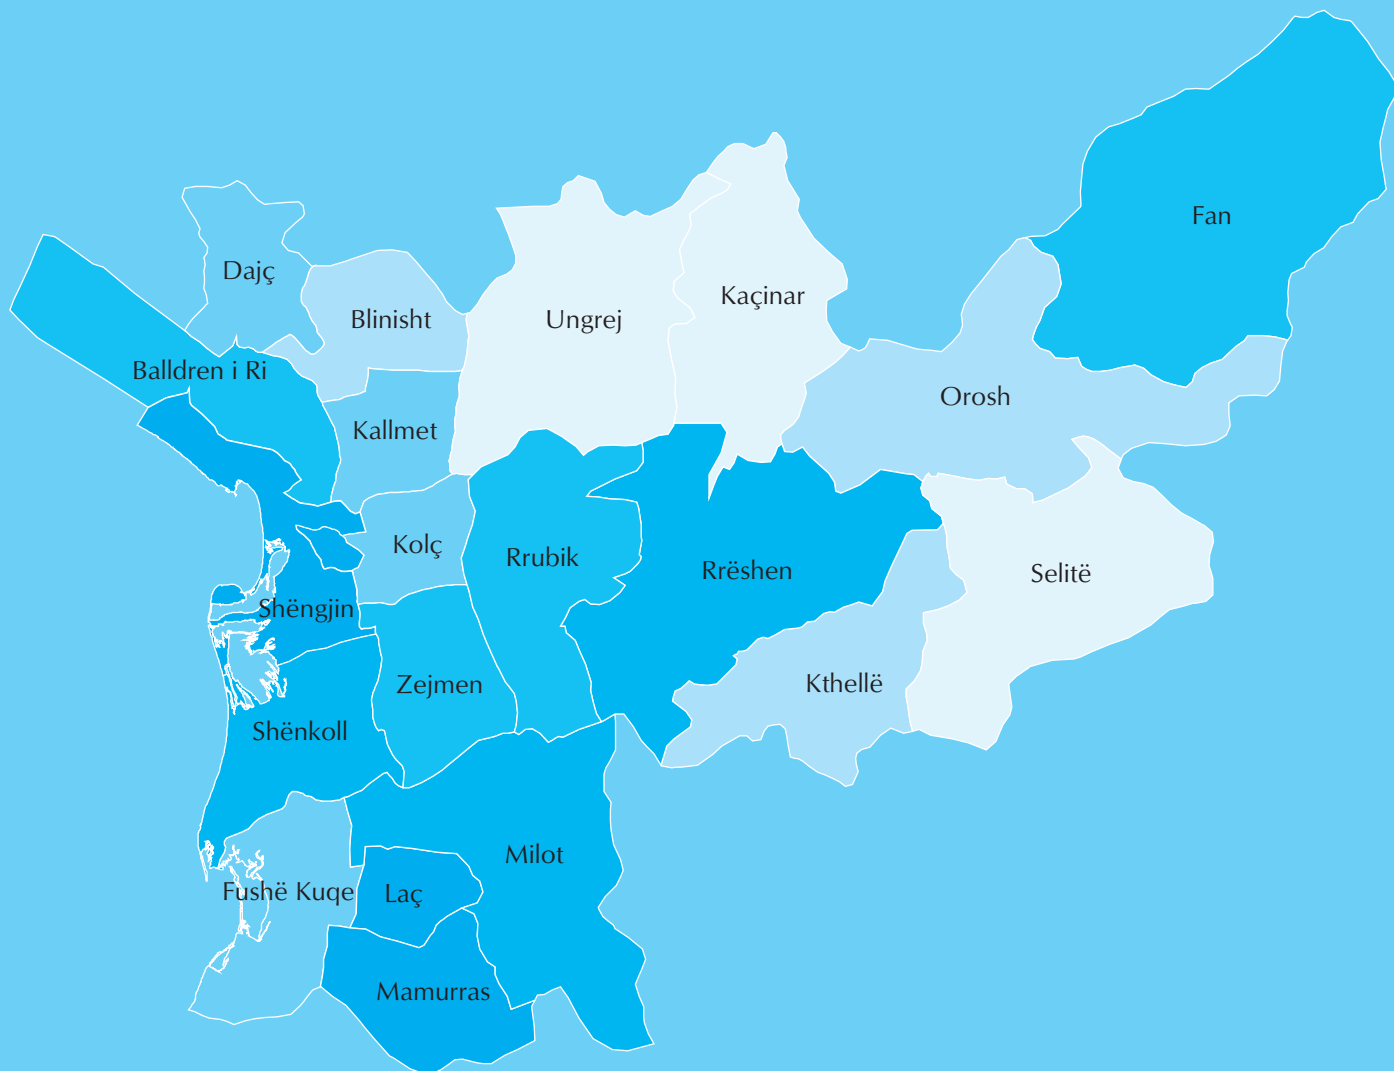 Fan
Dajç
Kaçinar
Blinisht
Ungrej
Balldren i Ri
Orosh
Kallmet
Kolç
Rrubik
Rrëshen
Selitë
Shëngjin
Zejmen
Kthellë
Shënkoll
Milot
Fushë Kuqe
Laç
Mamurras